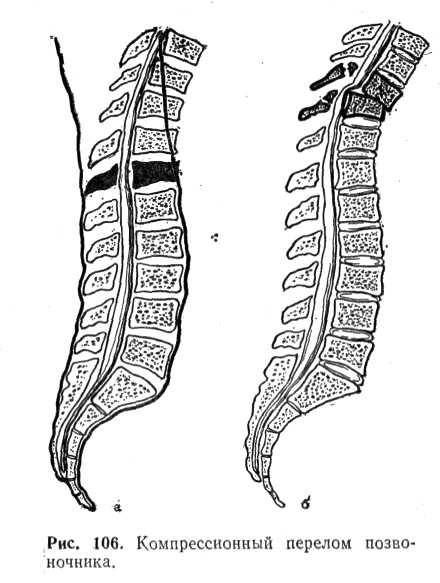 а б
Рис. 106. Компрессионный перелом позво-
ночника.